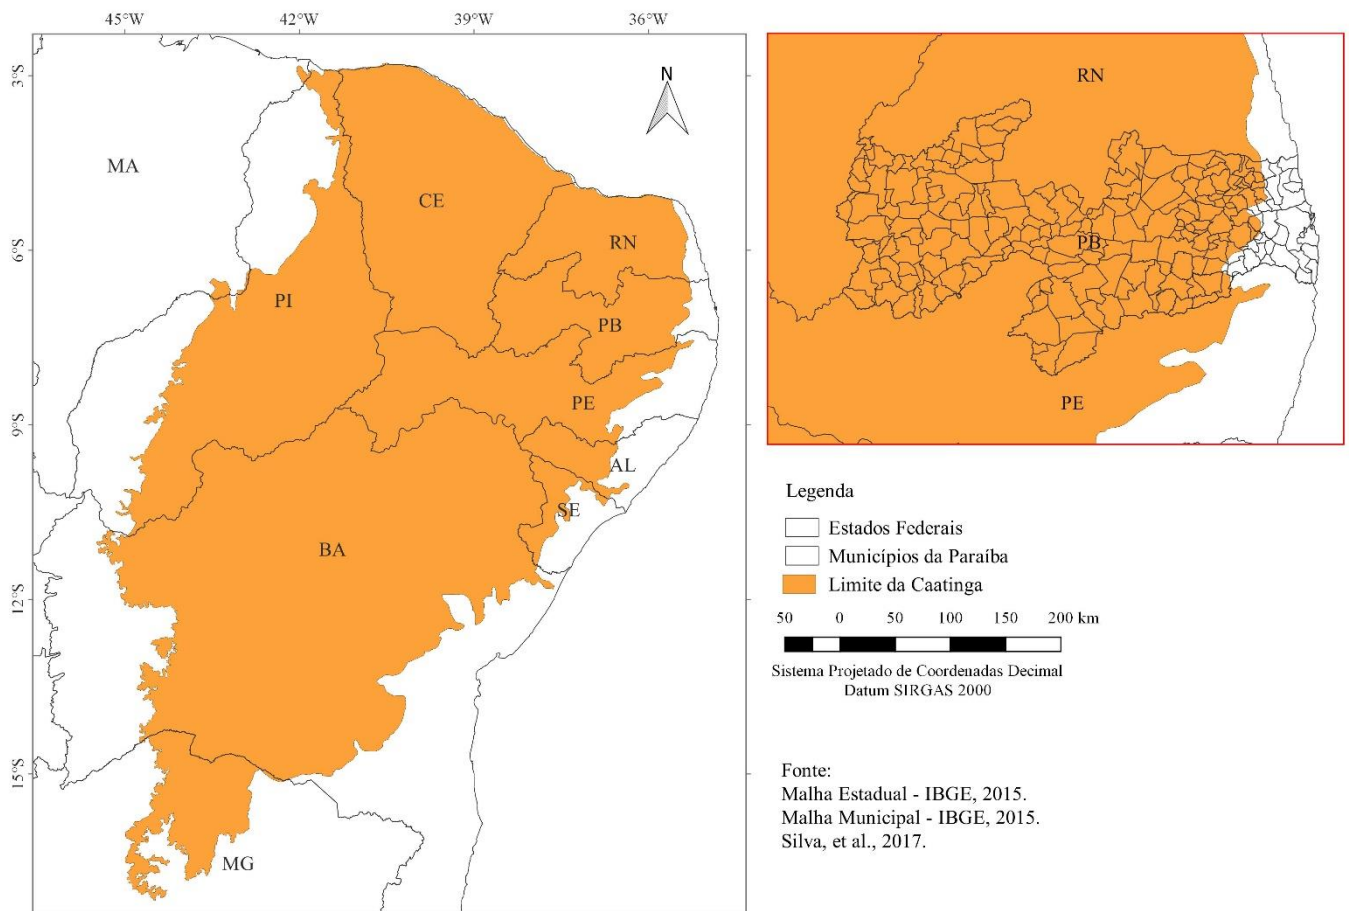 45°W 42°W 39°W 36°W
3°S
6°S
9°S
12°S
15°S
N
MA
CE
RN
PI
PB
PE
AL
SE
BA
MG
RN
PB
PE
Legenda
Estados Federais
Municípios da Paraíba
Limite da Caatinga
50 0 50 100 150 200 km
Sistema Projetado de Coordenadas Decimal
Datum SIRGAS 2000
Fonte:
Malha Estadual - IBGE, 2015.
Malha Municipal - IBGE, 2015.
Silva, et al., 2017.